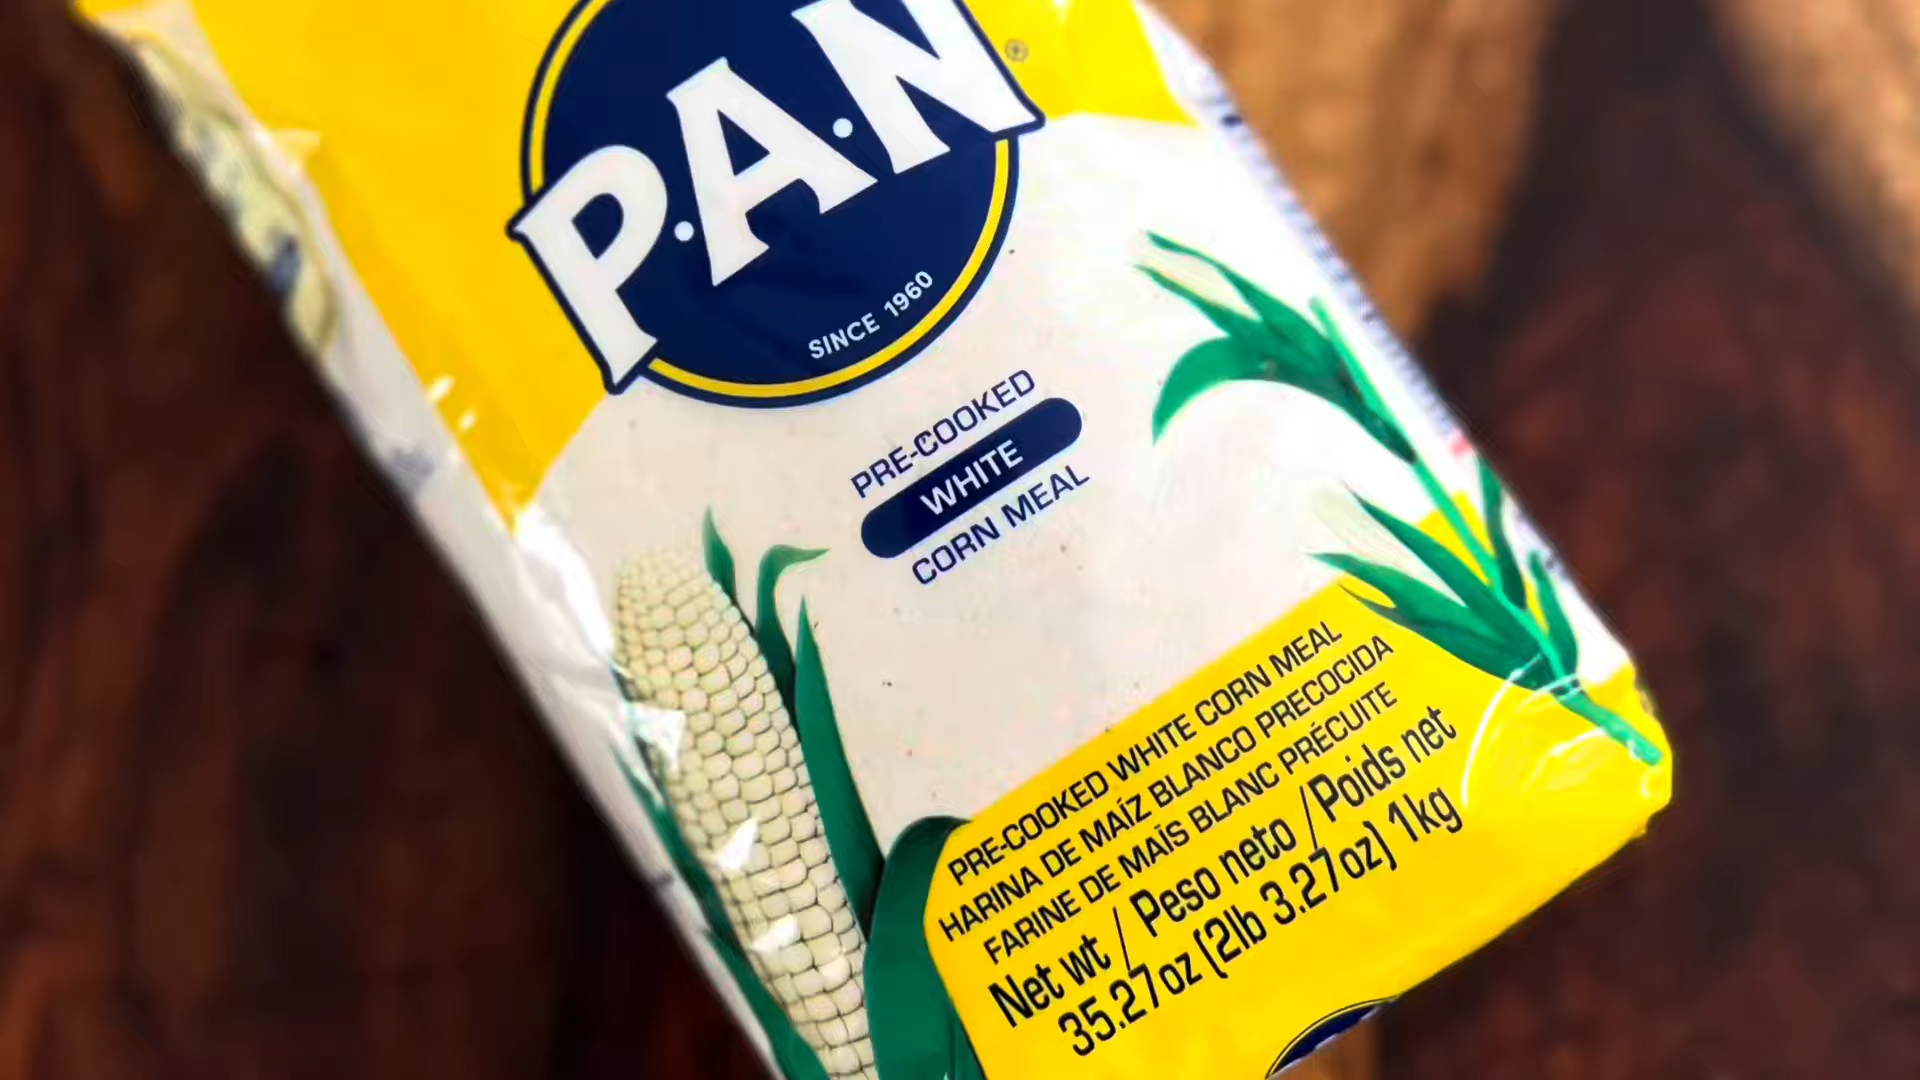 P.A.N
®
SINCE 1960
PRE-COOKED
WHITE
CORN MEAL
PRE-COOKED WHITE CORN MEAL
HARINA DE MAÍZ BLANCO PRECOCIDA
FARINE DE MAÏS BLANC PRÉCUITE
Net wt / Peso neto / Poids net
35.27oz (2lb 3.27oz) 1kg